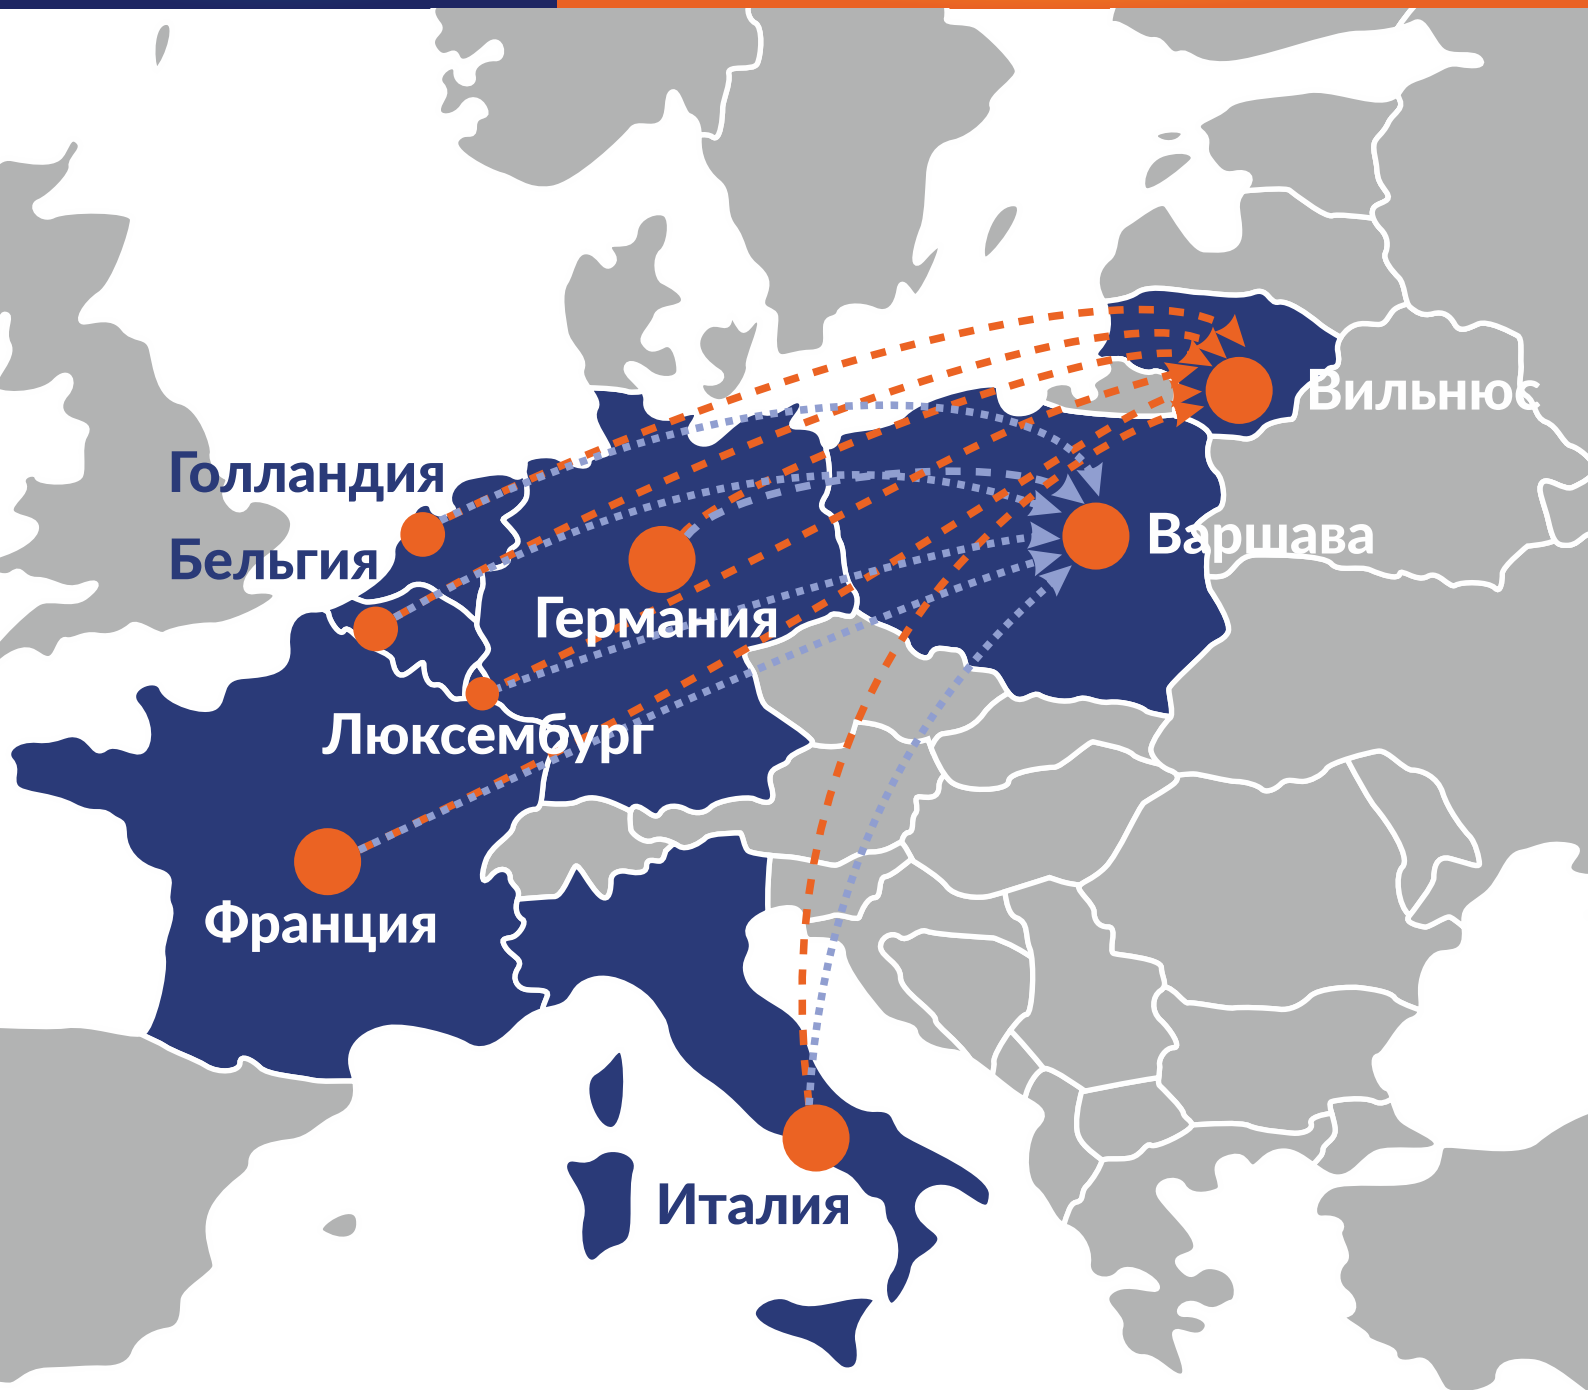 Вильнюс
Голландия
Варшава
Бельгия
Германия
Люксембург
Франция
Италия